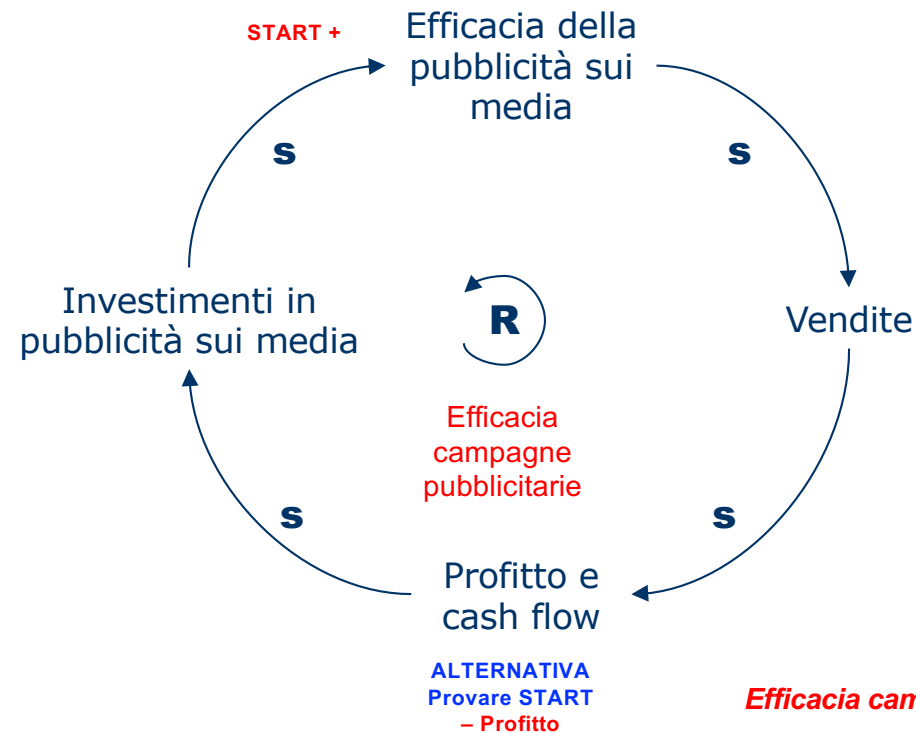 START +
Efficacia della
pubblicità sui
media
s
s
Investimenti in
pubblicità sui media
R
Vendite
Efficacia
campagne
pubblicitarie
s
s
Profitto e
cash flow
ALTERNATIVA
Provare START
– Profitto
Efficacia